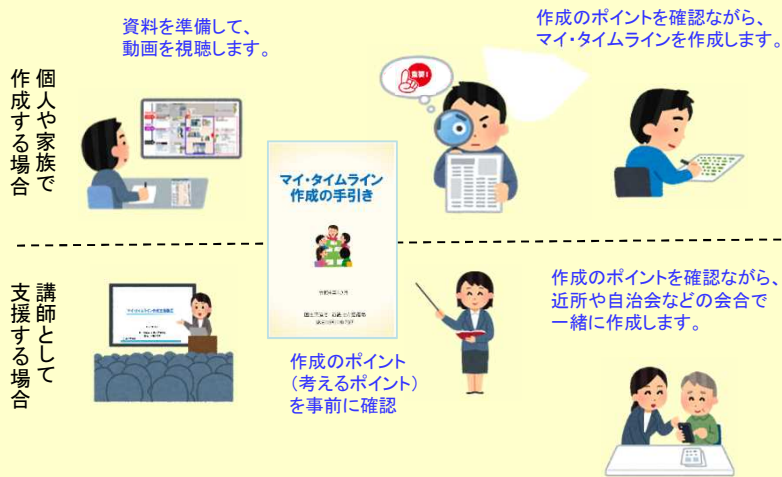 資料を準備して、
動画を視聴します。
作成のポイントを確認ながら、
マイ・タイムラインを作成します。
個人や家族で
作成する場合
重要!
マイ・タイムライン
作成の手引き
講師として
支援する場合
作成のポイント
(考えるポイント)
を事前に確認
作成のポイントを確認ながら、
近所や自治会などの会合で
一緒に作成します。